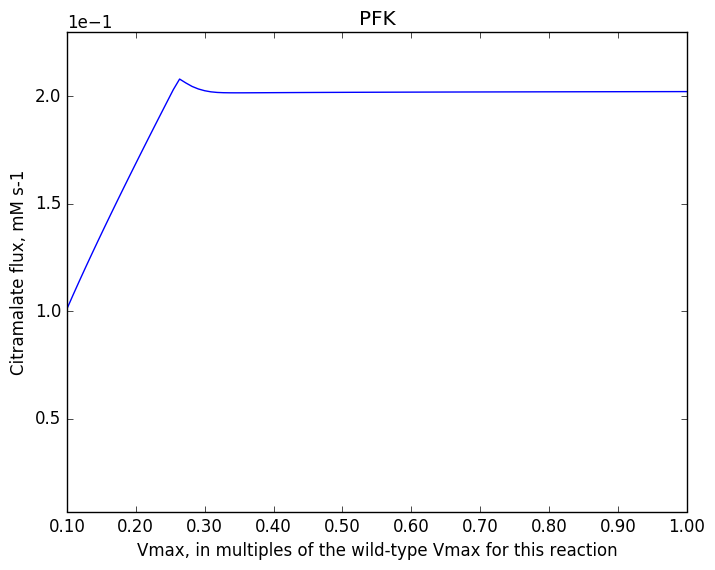 PFK
1e−1
2.0
1.5
1.0
0.5
0.10 0.20 0.30 0.40 0.50 0.60 0.70 0.80 0.90 1.00
Vmax, in multiples of the wild-type Vmax for this reaction
Citramalate flux, mM s-1